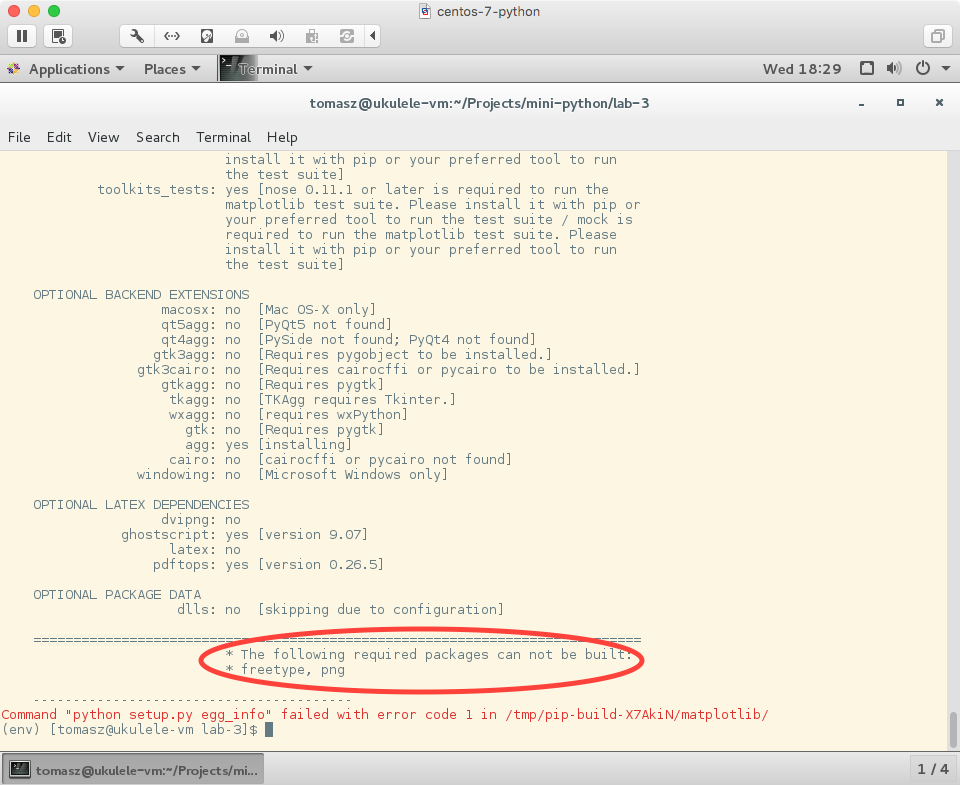 centos-7-python
Applications Places Terminal Wed 18:29
tomasz@ukulele-vm:~/Projects/mini-python/lab-3
File Edit View Search Terminal Help
install it with pip or your preferred tool to run
the test suite]
toolkits_tests: yes [nose 0.11.1 or later is required to run the
matplotlib test suite. Please install it with pip or
your preferred tool to run the test suite / mock is
required to run the matplotlib test suite. Please
install it with pip or your preferred tool to run
the test suite]
OPTIONAL BACKEND EXTENSIONS
macosx: no [Mac OS-X only]
qt5agg: no [PyQt5 not found]
qt4agg: no [PySide not found; PyQt4 not found]
gtk3agg: no [Requires pygobject to be installed.]
gtk3cairo: no [Requires cairocffi or pycairo to be installed.]
gtkagg: no [Requires pygtk]
tkagg: no [TKAgg requires Tkinter.]
wxagg: no [requires wxPython]
gtk: no [Requires pygtk]
agg: yes [installing]
cairo: no [cairocffi or pycairo not found]
windowing: no [Microsoft Windows only]
OPTIONAL LATEX DEPENDENCIES
dvipng: no
ghostscript: yes [version 9.07]
latex: no
pdftops: yes [version 0.26.5]
OPTIONAL PACKAGE DATA
dlls: no [skipping due to configuration]
============================================================================
* The following required packages can not be built:
* freetype, png
----------------------------------------
Command "python setup.py egg_info" failed with error code 1 in /tmp/pip-build-X7AkiN/matplotlib/
(env) [tomasz@ukulele-vm lab-3]$
tomasz@ukulele-vm:~/Projects/mi... 1 / 4